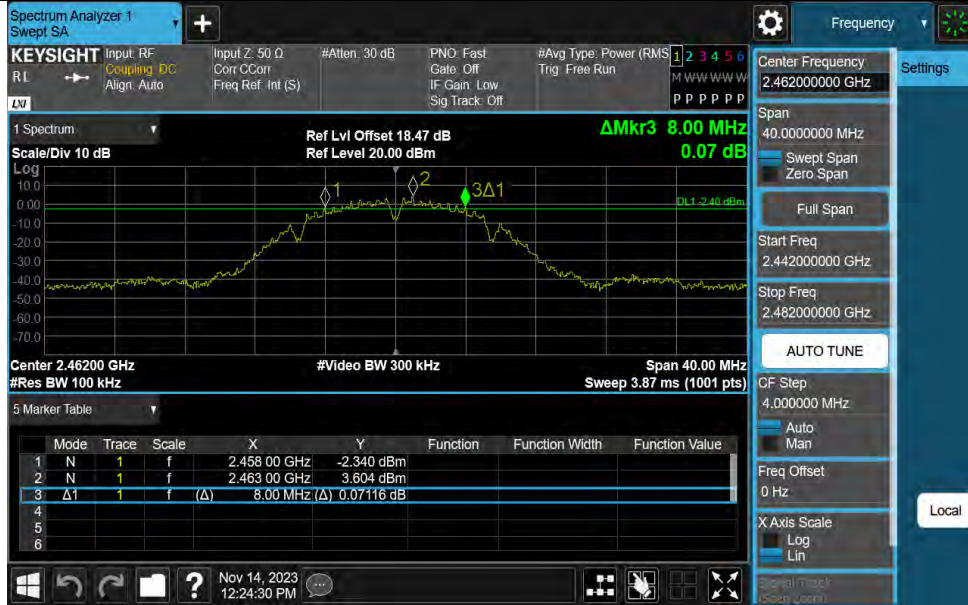 Spectrum Analyzer 1
Swept SA
+
Frequency
KEYSIGHT
RL
LXI
Input: RF
Coupling: DC
Align: Auto
Input Z: 50 Ω
Corr CCorr
Freq Ref: Int (S)
#Atten: 30 dB
PNO: Fast
Gate: Off
IF Gain: Low
Sig Track: Off
#Avg Type: Power (RMS
Trig: Free Run
1 2 3 4 5 6
M W W W W W
P P P P P P
1 Spectrum
Scale/Div 10 dB
Ref Lvl Offset 18.47 dB
Ref Level 20.00 dBm
ΔMkr3 8.00 MHz
0.07 dB
Log
10.0
0.00
-10.0
-20.0
-30.0
-40.0
-50.0
-60.0
-70.0
1
2
3Δ1
DL1 -2.40 dBm
Center 2.46200 GHz
#Res BW 100 kHz
#Video BW 300 kHz
Span 40.00 MHz
Sweep 3.87 ms (1001 pts)
5 Marker Table
Mode Trace Scale X Y Function Function Width Function Value
1 N 1 f 2.458 00 GHz -2.340 dBm
2 N 1 f 2.463 00 GHz 3.604 dBm
3 Δ1 1 f (Δ) 8.00 MHz (Δ) 0.07116 dB
4
5
6
?
Nov 14, 2023
12:24:30 PM
Center Frequency
2.462000000 GHz
Span
40.0000000 MHz
Swept Span
Zero Span
Full Span
Start Freq
2.442000000 GHz
Stop Freq
2.482000000 GHz
AUTO TUNE
CF Step
4.000000 MHz
Auto
Man
Freq Offset
0 Hz
X Axis Scale
Log
Lin
Signal Track
(Span Zoom)
Settings
Local